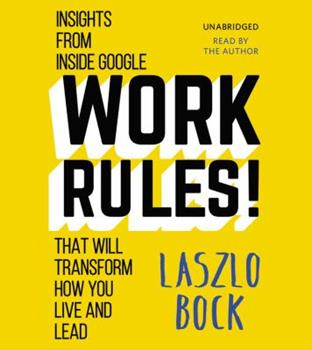 INSIGHTS
FROM
INSIDE GOOGLE
UNABRIDGED
READ BY
THE AUTHOR
WORK
RULES!
THAT WILL
TRANSFORM
HOW YOU
LIVE AND
LEAD
LASZLO
BOCK